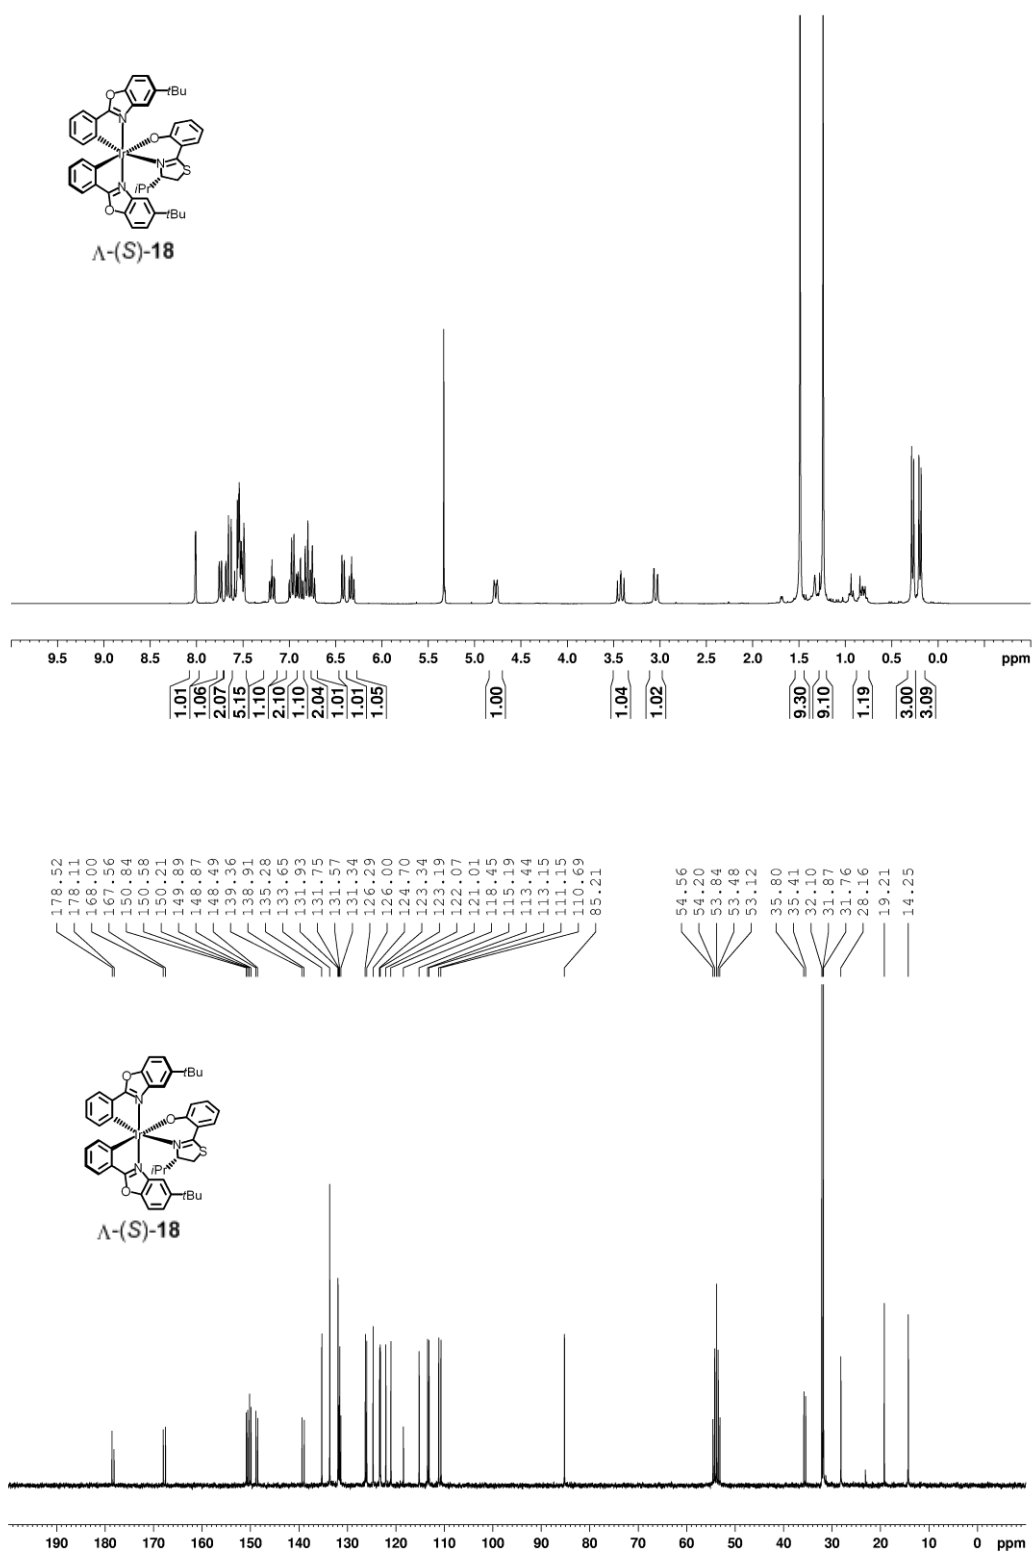 O
tBu
N
O
Ir
N
S
iPr
N
O
tBu
Λ-(S)-18
9.5 9.0 8.5 8.0 7.5 7.0 6.5 6.0 5.5 5.0 4.5 4.0 3.5 3.0 2.5 2.0 1.5 1.0 0.5 0.0 ppm
1.01 1.06 2.07 5.15 1.10 2.10 1.10 2.04 1.01 1.01 1.05 1.00 1.04 1.02 9.30 9.10 1.19 3.00 3.09
178.52 178.11 168.00 167.56 150.84 150.58 150.21 149.89 148.87 148.49 139.36 138.91 135.28 133.65 131.93 131.75 131.57 131.34 126.29 126.00 124.70 123.34 123.19 122.07 121.01 118.45 115.19 113.44 113.15 111.15 110.69 85.21 54.56 54.20 53.84 53.48 53.12 35.80 35.41 32.10 31.87 31.76 28.16 19.21 14.25
O
tBu
N
O
Ir
N
S
iPr
N
O
tBu
Λ-(S)-18
190 180 170 160 150 140 130 120 110 100 90 80 70 60 50 40 30 20 10 0 ppm